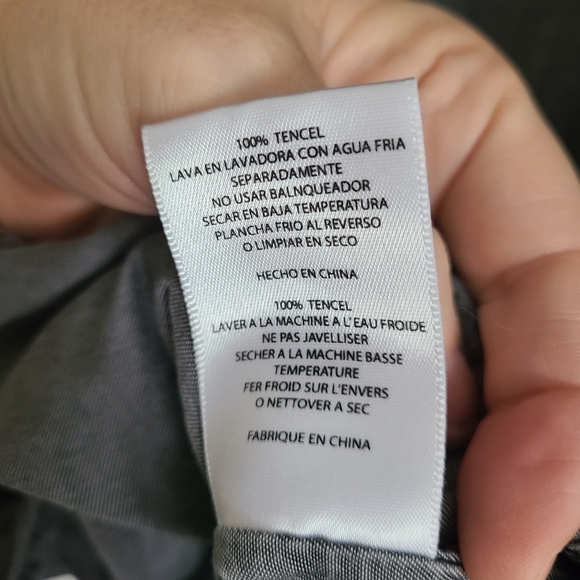 100% TENCEL
LAVA EN LAVADORA CON AGUA FRIA
SEPARADAMENTE
NO USAR BALNQUEADOR
SECAR EN BAJA TEMPERATURA
PLANCHA FRIO AL REVERSO
O LIMPIAR EN SECO
HECHO EN CHINA
100% TENCEL
LAVER A LA MACHINE A L'EAU FROIDE
NE PAS JAVELLISER
SECHER A LA MACHINE BASSE
TEMPERATURE
FER FROID SUR L'ENVERS
O NETTOVER A SEC
FABRIQUE EN CHINA